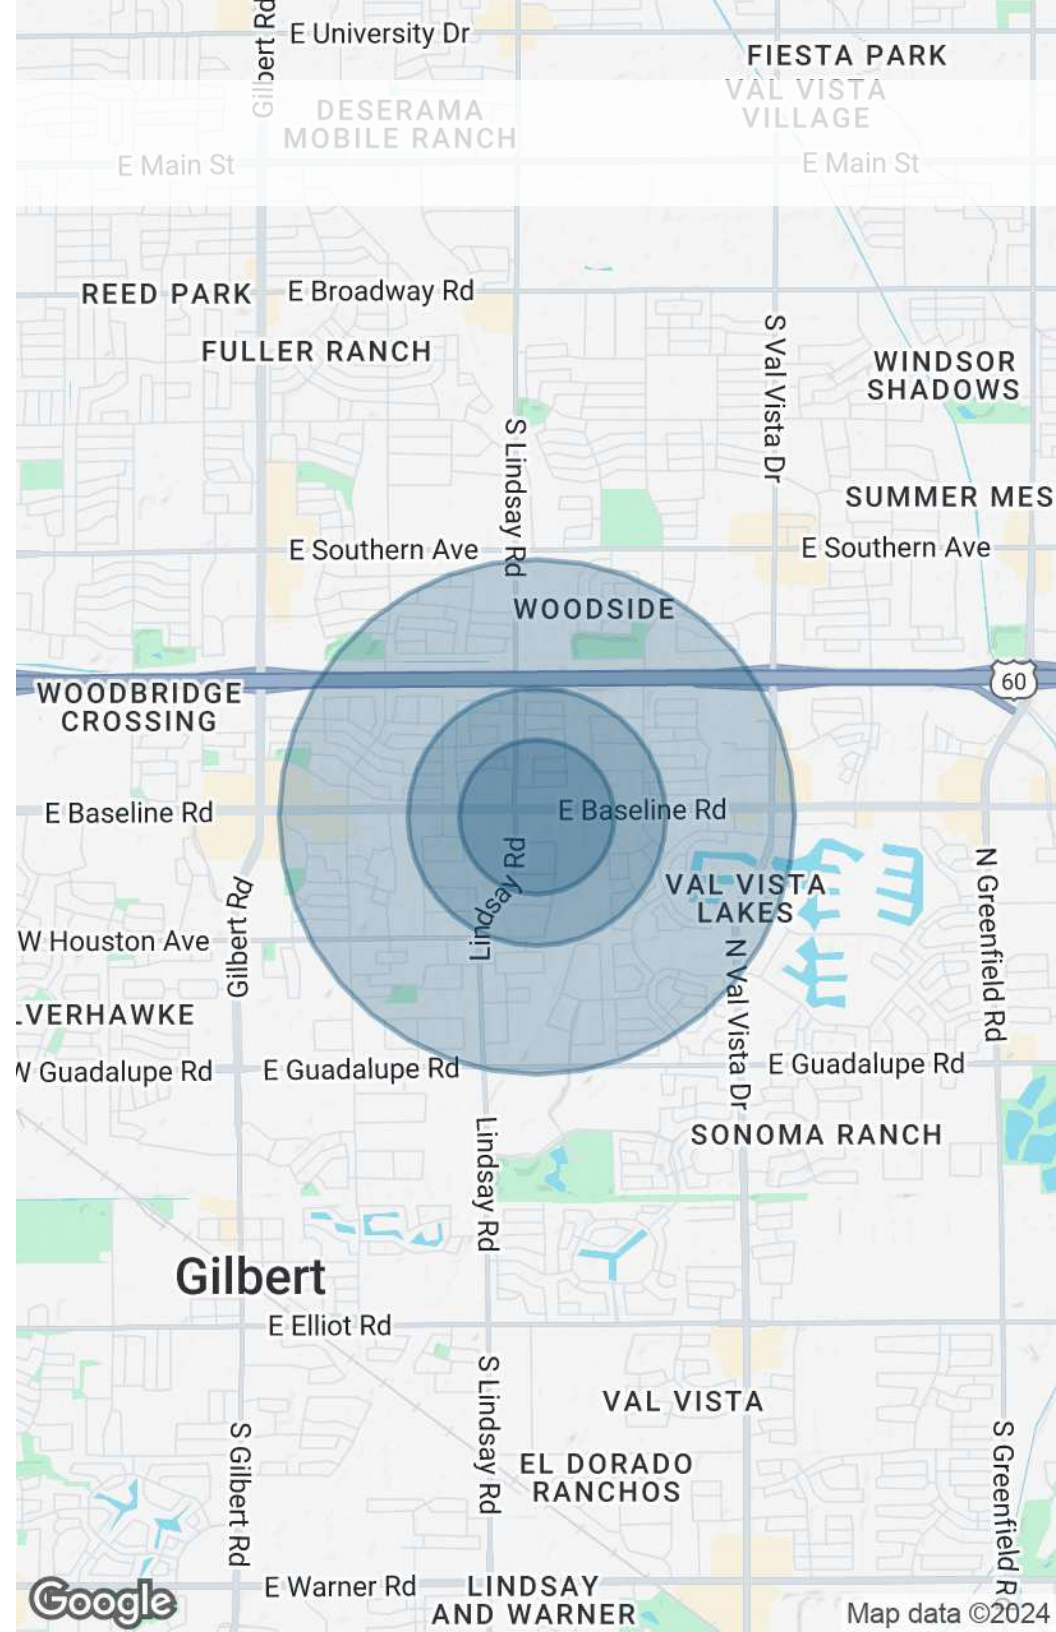 Gilbert Rd
E University Dr
FIESTA PARK
VAL VISTA
VILLAGE
DESERAMA
MOBILE RANCH
E Main St
E Main St
REED PARK
E Broadway Rd
FULLER RANCH
S Val Vista Dr
WINDSOR
SHADOWS
S Lindsay Rd
SUMMER MES
E Southern Ave
E Southern Ave
WOODSIDE
60
WOODBRIDGE
CROSSING
E Baseline Rd
E Baseline Rd
Lindsay Rd
VAL VISTA
LAKES
N Greenfield Rd
Gilbert Rd
W Houston Ave
N Val Vista Dr
LVERHAWKE
W Guadalupe Rd
E Guadalupe Rd
E Guadalupe Rd
SONOMA RANCH
Lindsay Rd
Gilbert
E Elliot Rd
S Lindsay Rd
VAL VISTA
S Gilbert Rd
EL DORADO
RANCHOS
S Greenfield R
E Warner Rd
LINDSAY
AND WARNER
Google
Map data ©2024